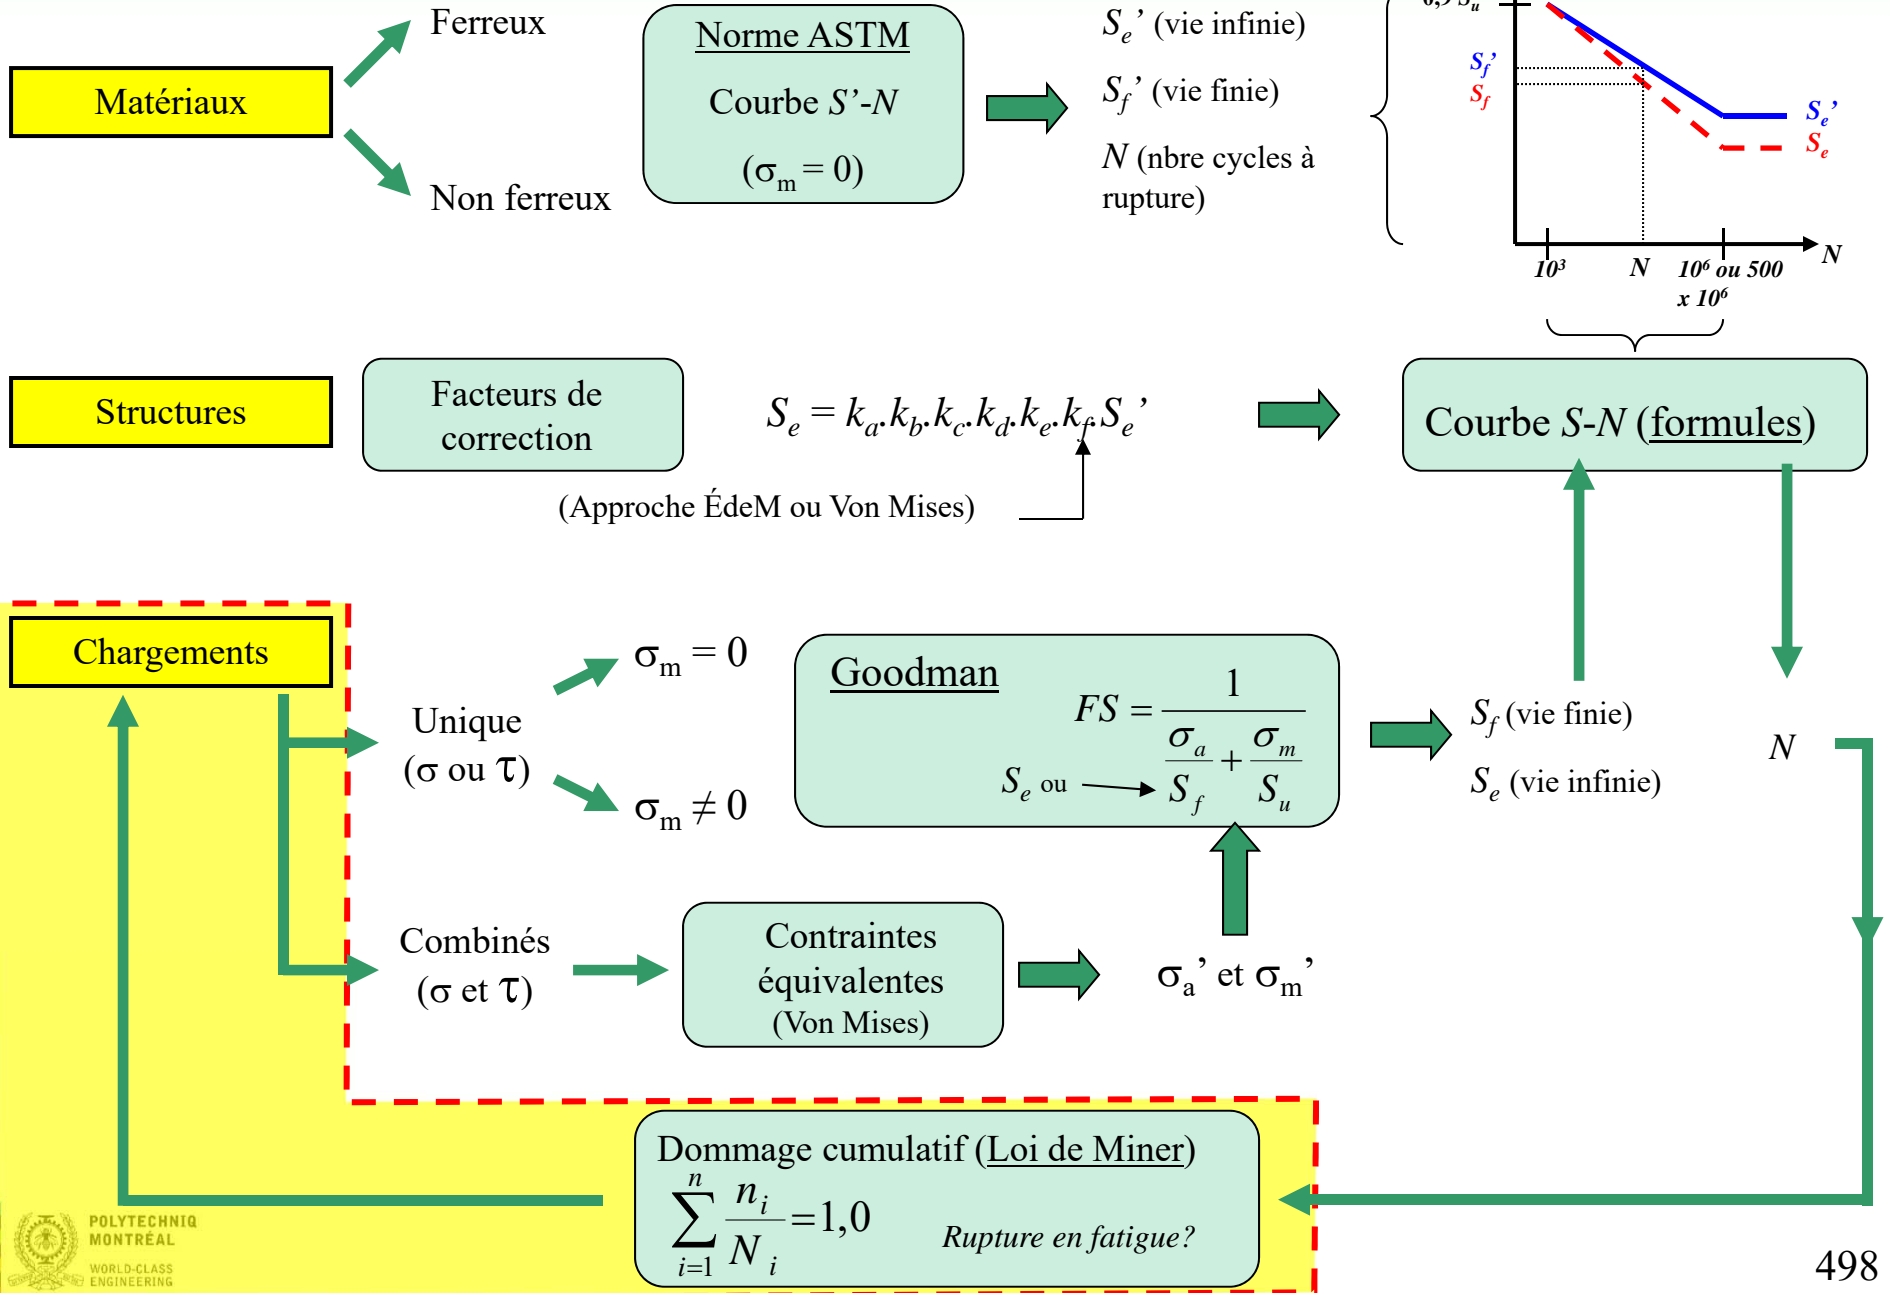 Ferreux
Matériaux
Non ferreux
Norme ASTM
Courbe S’-N
(σm = 0)
Se’ (vie infinie)
Sf’ (vie finie)
N (nbre cycles à
rupture)
Sf’
Sf
Se’
Se
10³ N 10⁶ ou 500
x 10⁶
N
Structures
Facteurs de
correction
Se = ka.kb.kc.kd.ke.kf.Se’
(Approche ÉdeM ou Von Mises)
Courbe S-N (formules)
Chargements
Unique
(σ ou τ)
σm = 0
σm ≠ 0
Goodman
FS = 1 / (σa/Sf + σm/Su)
Se ou
Sf (vie finie)
Se (vie infinie)
N
Combinés
(σ et τ)
Contraintes
équivalentes
(Von Mises)
σa’ et σm’
Dommage cumulatif (Loi de Miner)
n
∑ ni/Ni = 1,0
i=1
Rupture en fatigue?
POLYTECHNIQ
MONTRÉAL
WORLD-CLASS
ENGINEERING
498